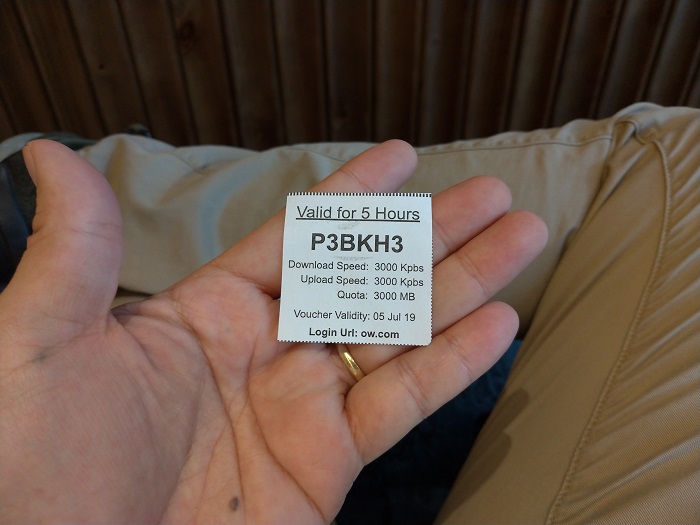 Valid for 5 Hours
P3BKH3
Download Speed: 3000 Kpbs
Upload Speed: 3000 Kpbs
Quota: 3000 MB
Voucher Validity: 05 Jul 19
Login Url: ow.com